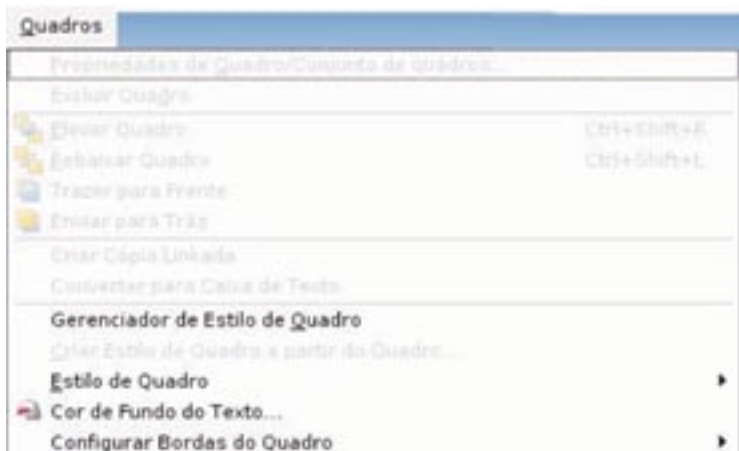 Quadros
Propriedades de Quadro/Conjunto de quadros...
Excluir Quadro
Elevar Quadro Ctrl+Shift+R
Rebaixar Quadro Ctrl+Shift+L
Trazer para Frente
Enviar para Trás
Criar Cópia Linkada
Converter para Caixa de Texto
Gerenciador de Estilo de Quadro
Criar Estilo de Quadro a partir do Quadro...
Estilo de Quadro
Cor de Fundo do Texto...
Configurar Bordas do Quadro